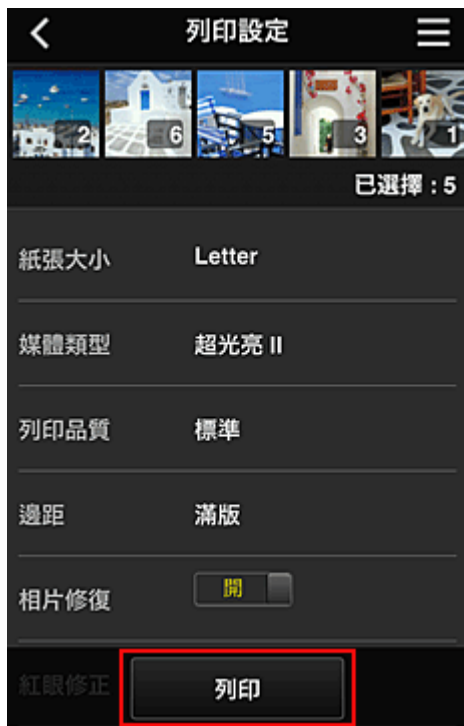 列印設定
2 6 5 3 1
已選擇 : 5
紙張大小 Letter
媒體類型 超光亮 II
列印品質 標準
邊距 滿版
相片修復 開
紅眼修正 列印